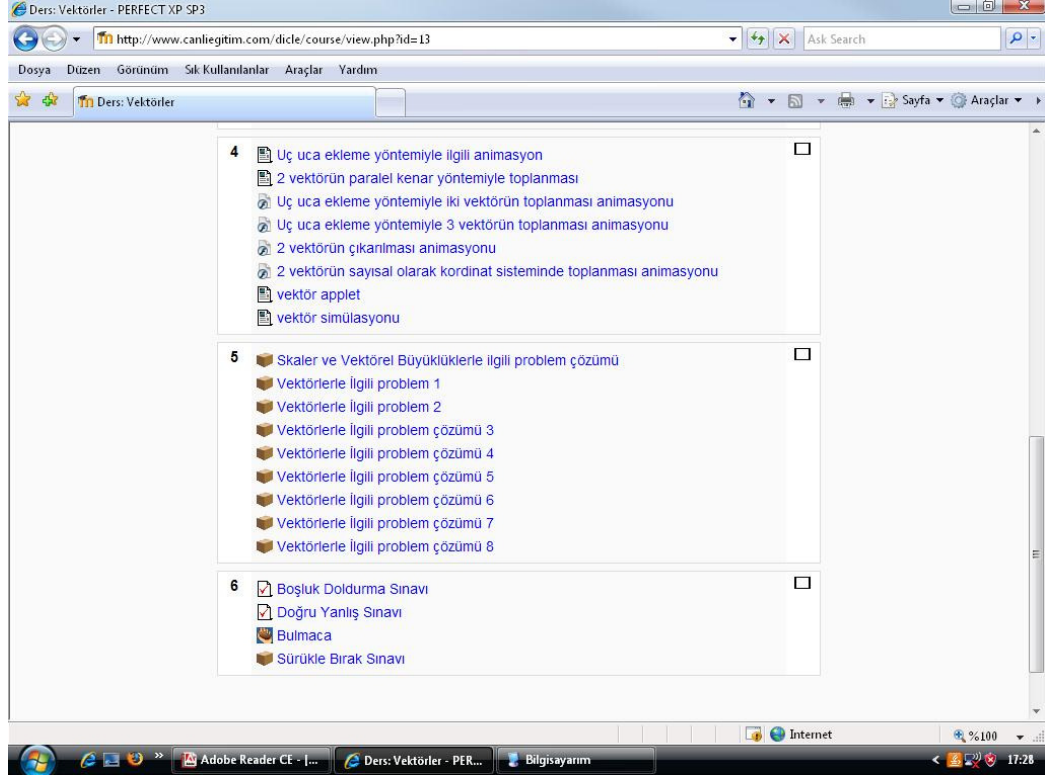 Ders: Vektörler - PERFECT XP SP3
http://www.canliegitim.com/dicle/course/view.php?id=13
Ask Search
Dosya Düzen Görünüm Sık Kullanılanlar Araçlar Yardım
Ders: Vektörler
Sayfa Araçlar
4
Uç uca ekleme yöntemiyle ilgili animasyon
2 vektörün paralel kenar yöntemiyle toplanması
Uç uca ekleme yöntemiyle iki vektörün toplanması animasyonu
Uç uca ekleme yöntemiyle 3 vektörün toplanması animasyonu
2 vektörün çıkarılması animasyonu
2 vektörün sayısal olarak kordinat sisteminde toplanması animasyonu
vektör applet
vektör simülasyonu
5
Skaler ve Vektörel Büyüklüklerle ilgili problem çözümü
Vektörlerle İlgili problem 1
Vektörlerle İlgili problem 2
Vektörlerle İlgili problem çözümü 3
Vektörlerle İlgili problem çözümü 4
Vektörlerle İlgili problem çözümü 5
Vektörlerle İlgili problem çözümü 6
Vektörlerle İlgili problem çözümü 7
Vektörlerle İlgili problem çözümü 8
6
Boşluk Doldurma Sınavı
Doğru Yanlış Sınavı
Bulmaca
Sürükle Bırak Sınavı
Internet %100
Adobe Reader CE - [... Ders: Vektörler - PER... Bilgisayarım 17:28